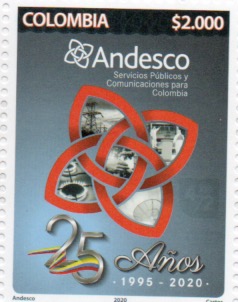 COLOMBIA $2.000
Andesco
Servicios Públicos y
Comunicaciones para
Colombia
25 Años
· 1995 - 2020 ·
Andesco 2020